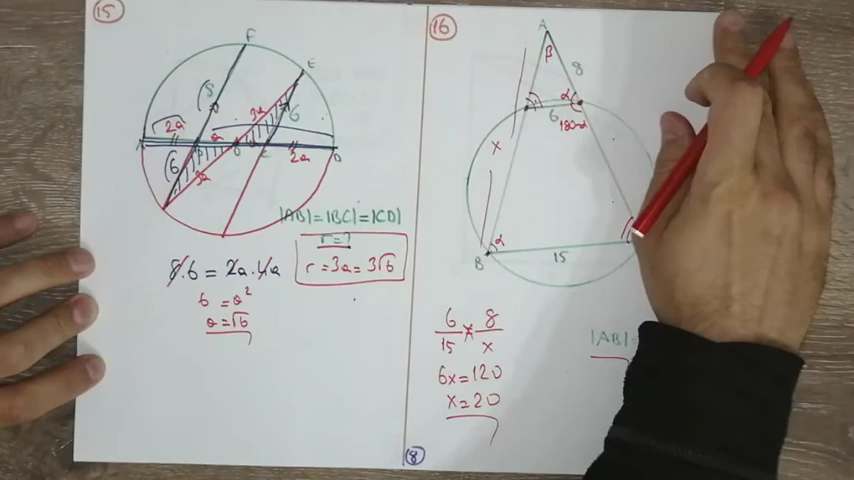 15
F
E
(8
3a
6
2a
a
B
O
C
2a
D
(6
3a
|AB|=|BC|=|CD|
r=?
r=3a=3√6
8.6=2a.4a
6=a²
a=√6
16
A
β
8
α
6
180-α
x
B
α
15
6/15 × 8/x
6x=120
x=20
|AB|=
8